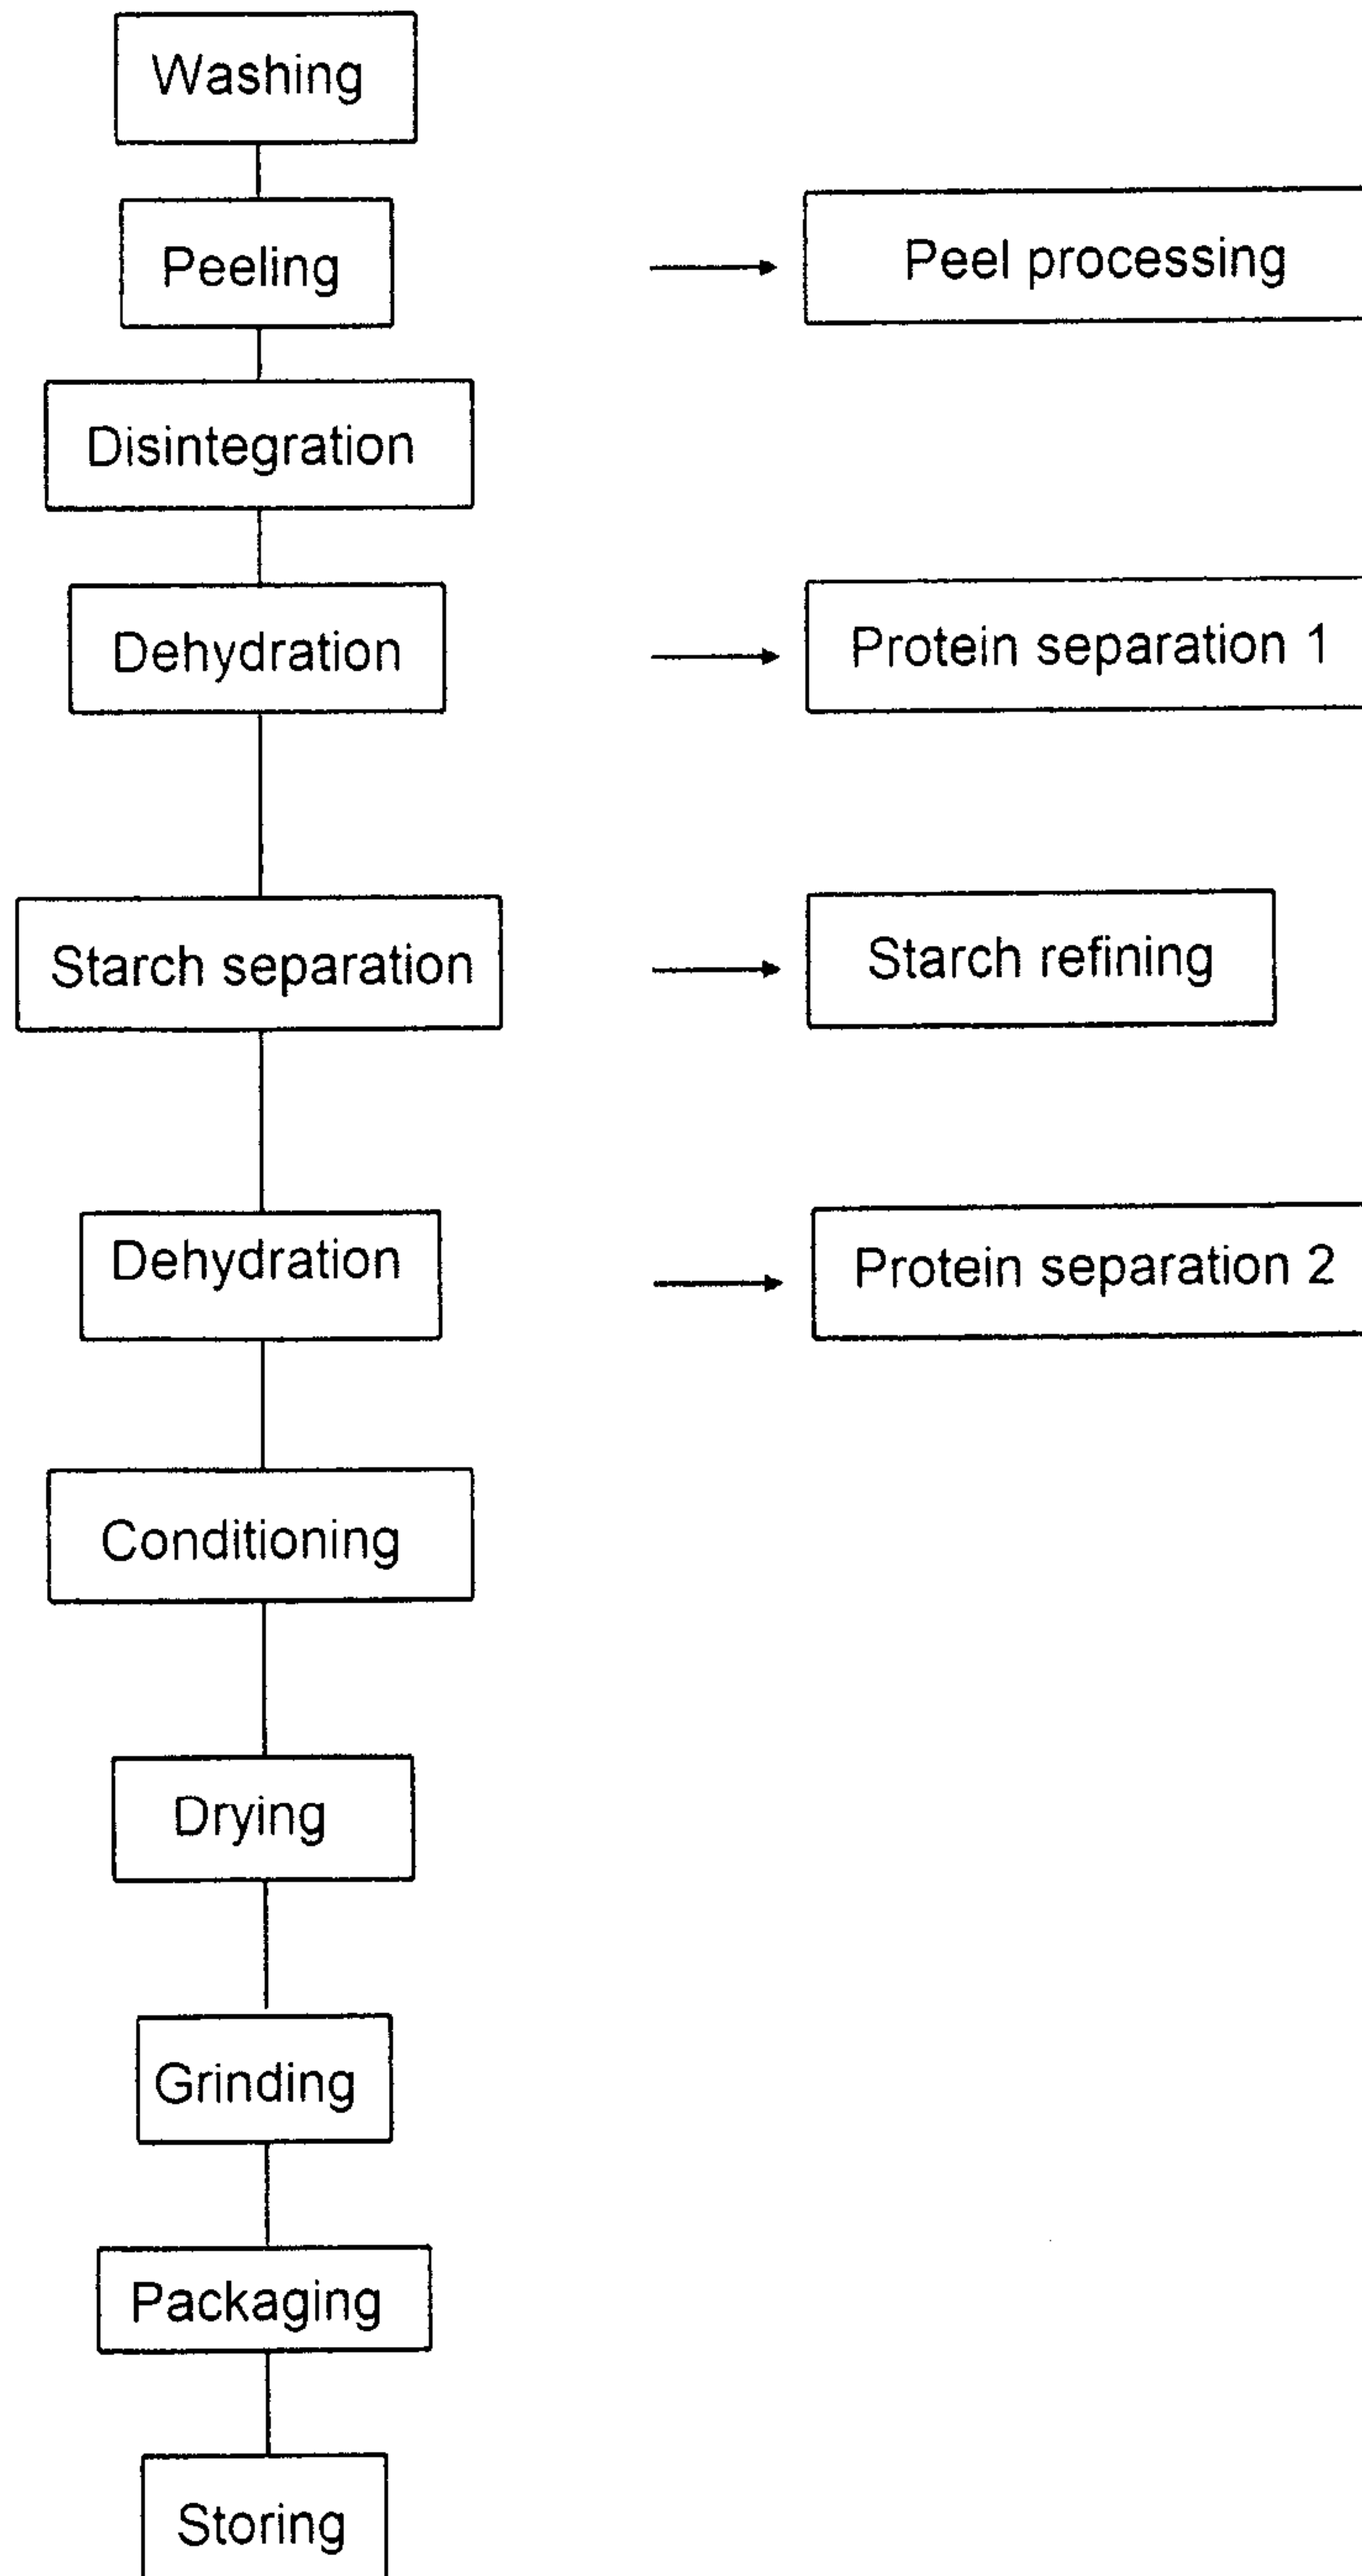 Washing
Peeling
Peel processing
Disintegration
Dehydration
Protein separation 1
Starch separation
Starch refining
Dehydration
Protein separation 2
Conditioning
Drying
Grinding
Packaging
Storing